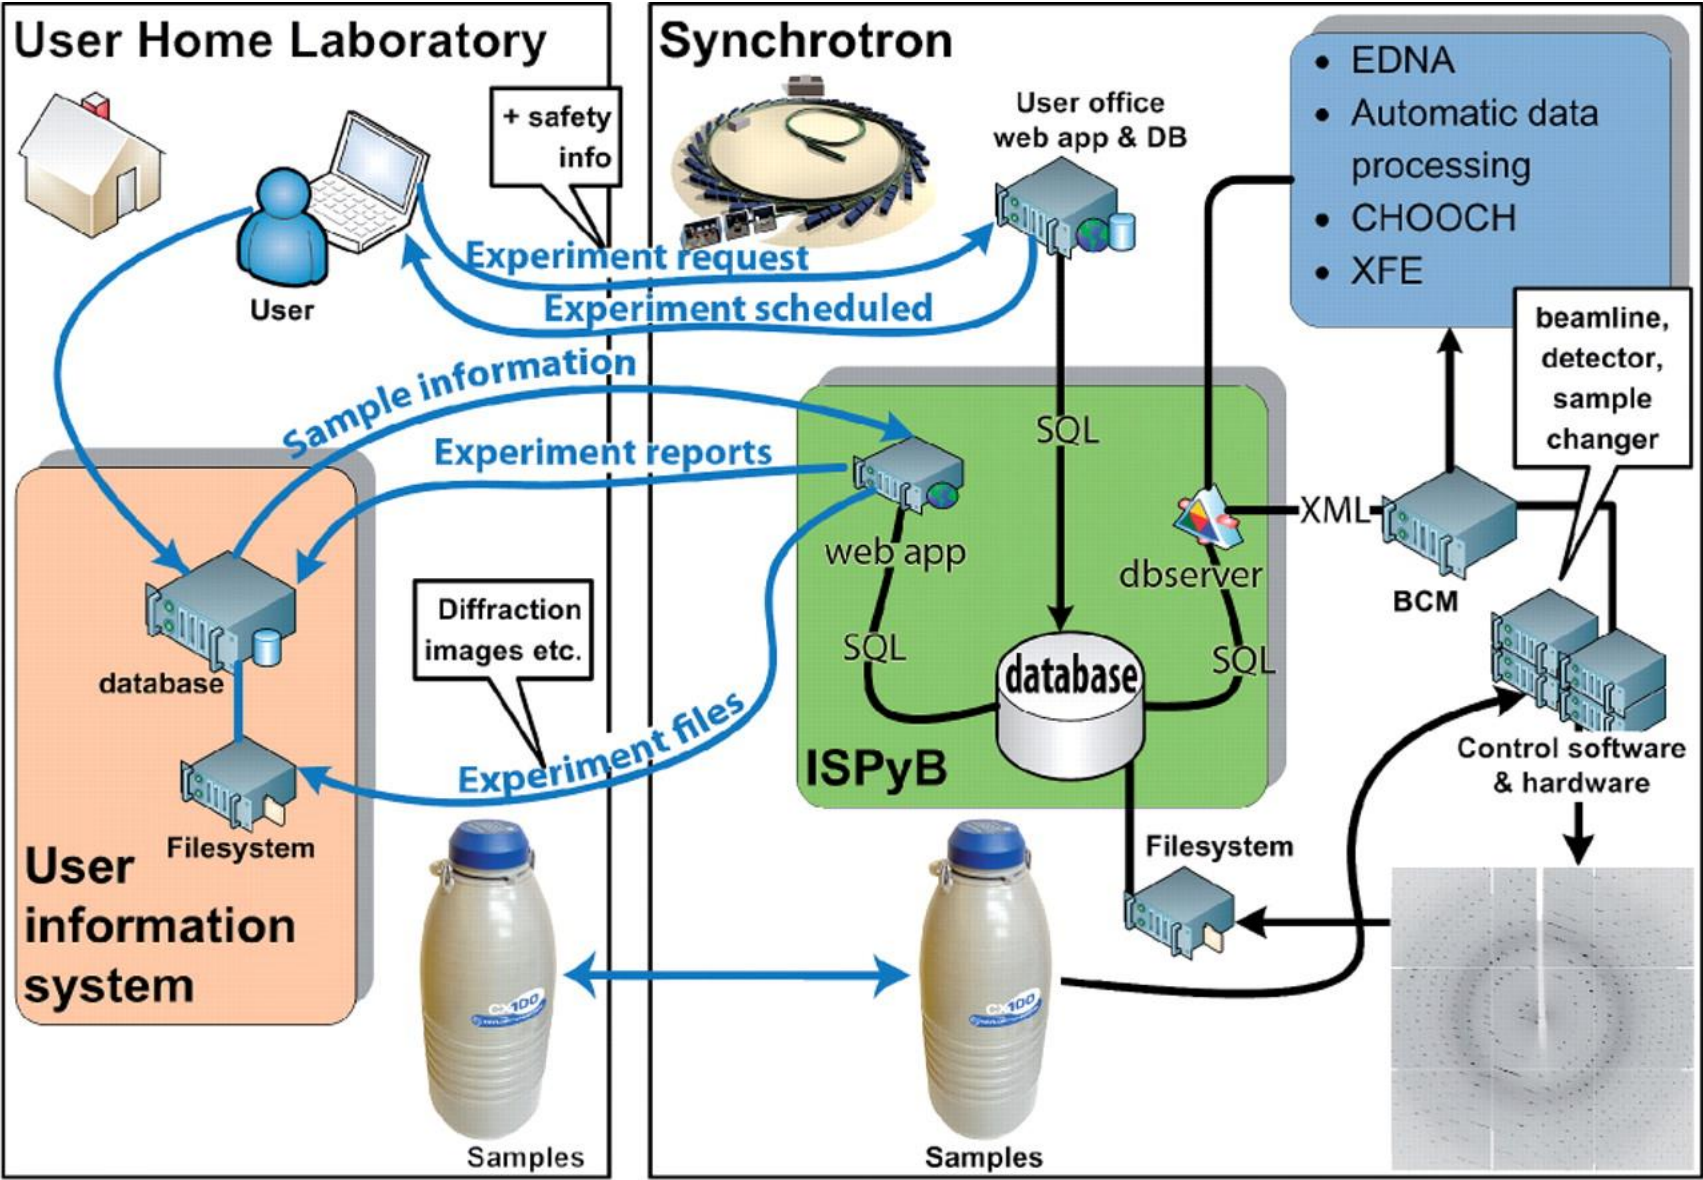 User Home Laboratory
+ safety
info
User
Experiment request
Experiment scheduled
Sample information
Experiment reports
database
Filesystem
User
information
system
Diffraction
images etc.
Experiment files
CX100
Samples
Synchrotron
User office
web app & DB
• EDNA
• Automatic data
processing
• CHOOCH
• XFE
beamline,
detector,
sample
changer
SQL
web app
dbserver
XML
BCM
SQL
SQL
database
ISPyB
Control software
& hardware
Filesystem
CX100
Samples